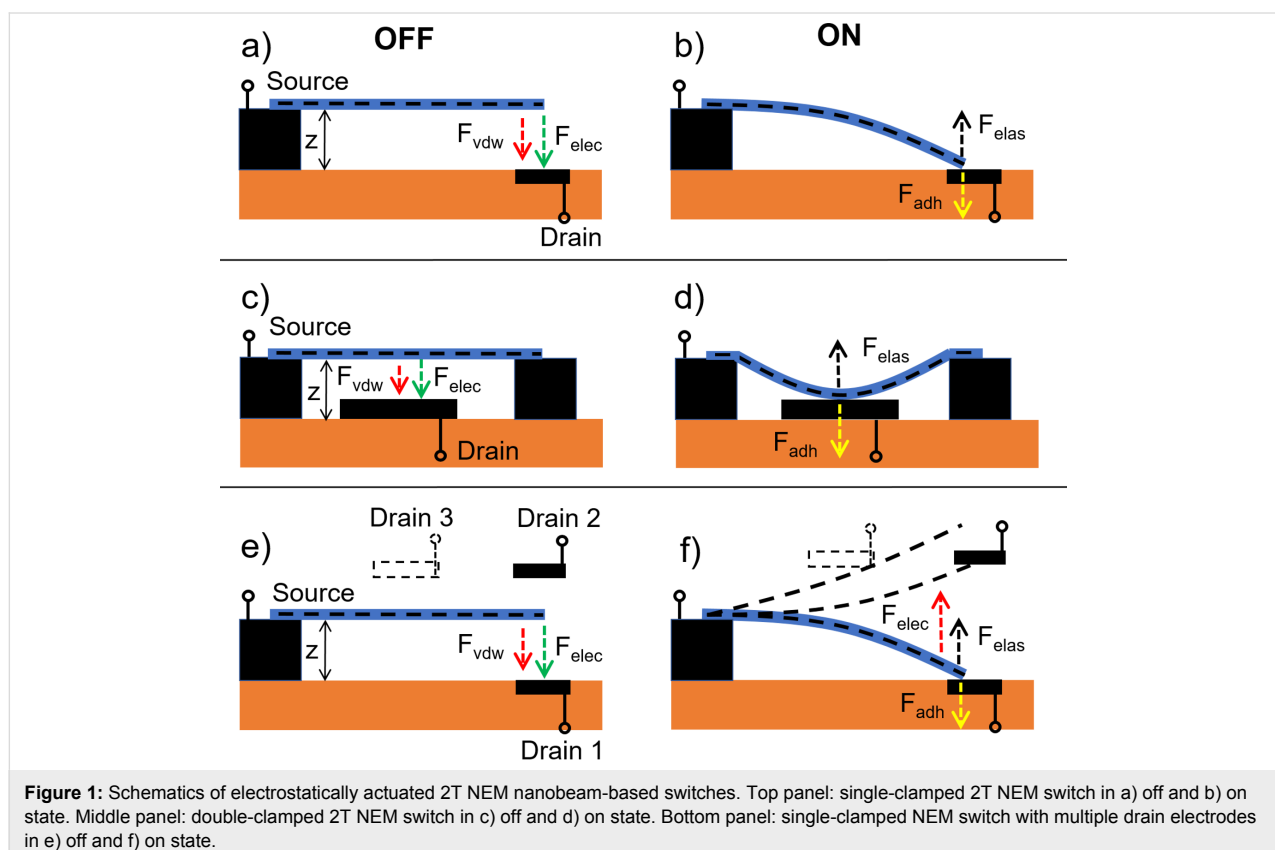 OFF
ON
a)
Source
z
Fvdw
Felec
Drain
b)
Felas
Fadh
c)
Source
z
Fvdw
Felec
Drain
d)
Felas
Fadh
e)
Drain 3
Drain 2
Source
z
Fvdw
Felec
Drain 1
f)
Felec
Felas
Fadh
Figure 1: Schematics of electrostatically actuated 2T NEM nanobeam-based switches. Top panel: single-clamped 2T NEM switch in a) off and b) on
state. Middle panel: double-clamped 2T NEM switch in c) off and d) on state. Bottom panel: single-clamped NEM switch with multiple drain electrodes
in e) off and f) on state.